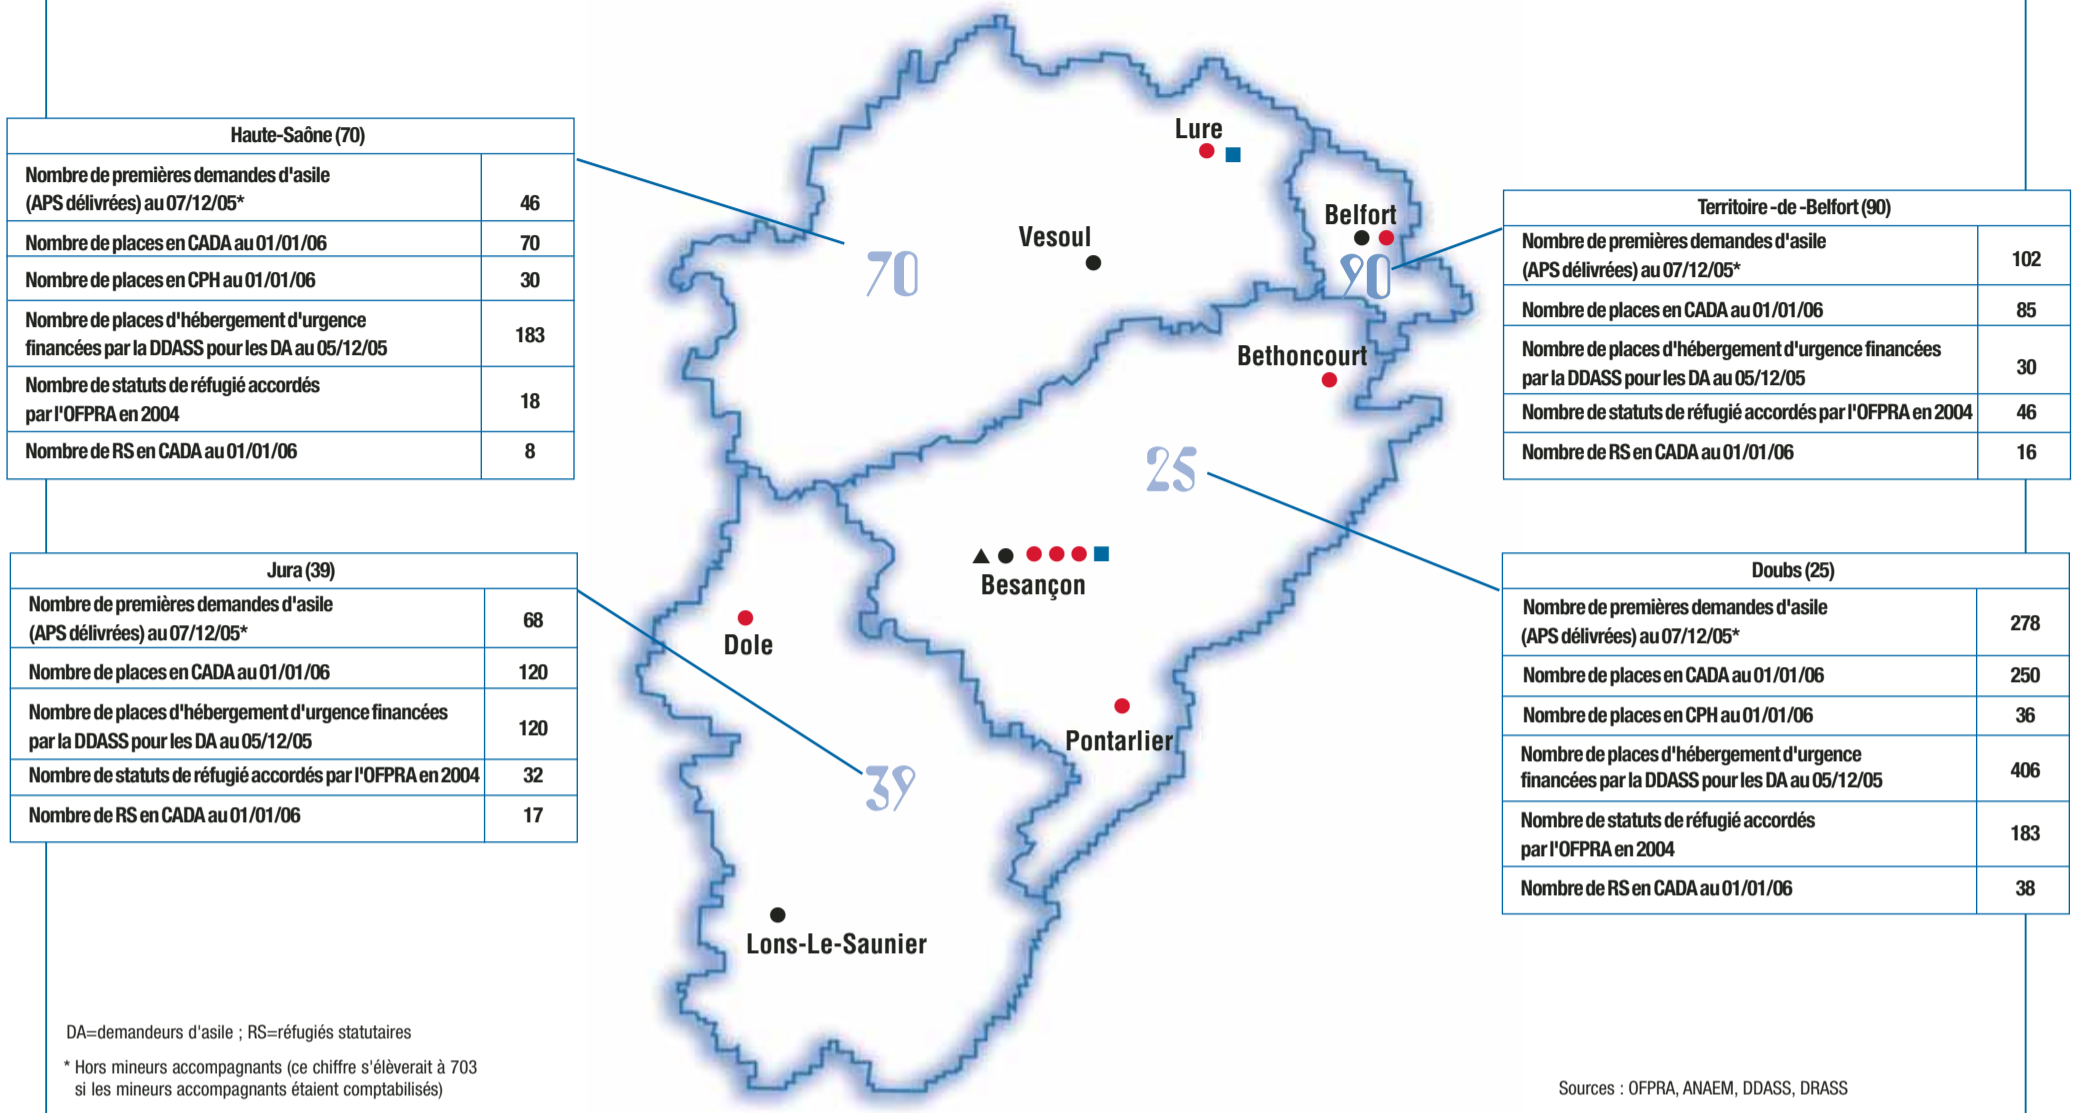 Haute-Saône (70)
Nombre de premières demandes d'asile
(APS délivrées) au 07/12/05*
46
Nombre de places en CADA au 01/01/06
70
Nombre de places en CPH au 01/01/06
30
Nombre de places d'hébergement d'urgence
financées par la DDASS pour les DA au 05/12/05
183
Nombre de statuts de réfugié accordés
par l'OFPRA en 2004
18
Nombre de RS en CADA au 01/01/06
8
Jura (39)
Nombre de premières demandes d'asile
(APS délivrées) au 07/12/05*
68
Nombre de places en CADA au 01/01/06
120
Nombre de places d'hébergement d'urgence financées
par la DDASS pour les DA au 05/12/05
120
Nombre de statuts de réfugié accordés par l'OFPRA en 2004
32
Nombre de RS en CADA au 01/01/06
17
Lure
Belfort
Vesoul
70
90
Bethoncourt
25
Besançon
Dole
Pontarlier
39
Lons-Le-Saunier
Territoire -de -Belfort (90)
Nombre de premières demandes d'asile
(APS délivrées) au 07/12/05*
102
Nombre de places en CADA au 01/01/06
85
Nombre de places d'hébergement d'urgence financées
par la DDASS pour les DA au 05/12/05
30
Nombre de statuts de réfugié accordés par l'OFPRA en 2004
46
Nombre de RS en CADA au 01/01/06
16
Doubs (25)
Nombre de premières demandes d'asile
(APS délivrées) au 07/12/05*
278
Nombre de places en CADA au 01/01/06
250
Nombre de places en CPH au 01/01/06
36
Nombre de places d'hébergement d'urgence
financées par la DDASS pour les DA au 05/12/05
406
Nombre de statuts de réfugié accordés
par l'OFPRA en 2004
183
Nombre de RS en CADA au 01/01/06
38
DA=demandeurs d'asile ; RS=réfugiés statutaires
* Hors mineurs accompagnants (ce chiffre s'élèverait à 703
si les mineurs accompagnants étaient comptabilisés)
Sources : OFPRA, ANAEM, DDASS, DRASS